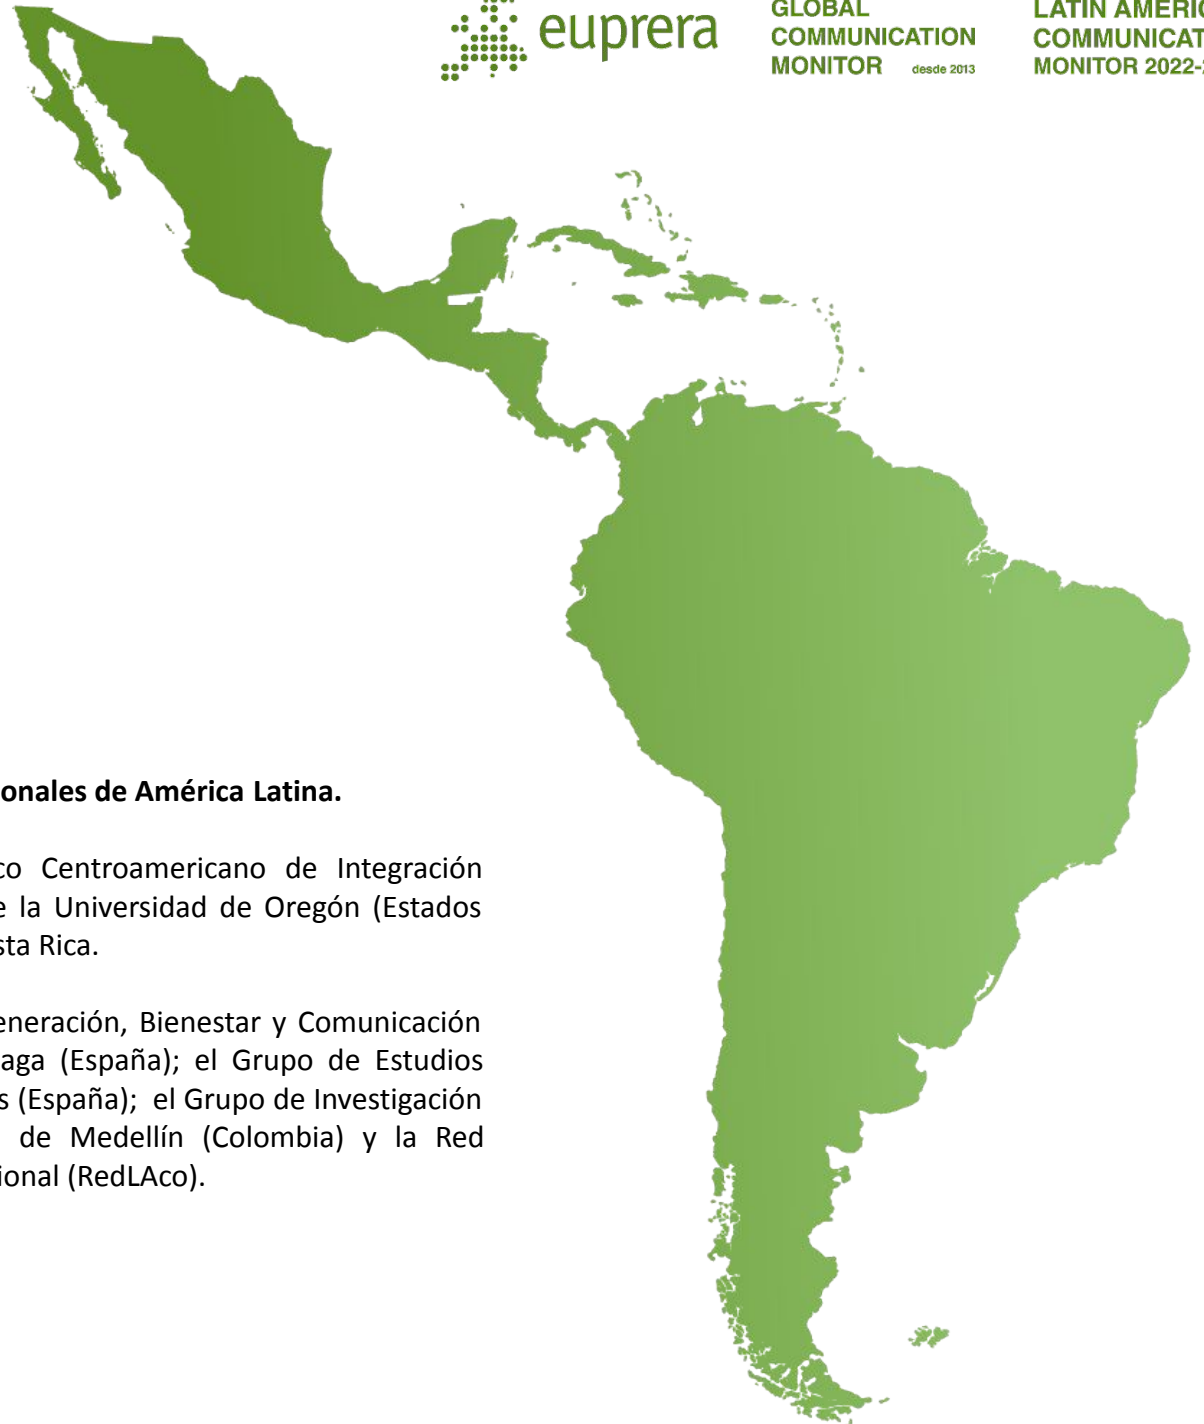 euprera
GLOBAL
COMMUNICATION
MONITOR desde 2013
LATIN AMERIC
COMMUNICAT
MONITOR 2022-
onales de América Latina.
co Centroamericano de Integración
e la Universidad de Oregón (Estados
sta Rica.
eneración, Bienestar y Comunicación
aga (España); el Grupo de Estudios
s (España); el Grupo de Investigación
de Medellín (Colombia) y la Red
ional (RedLAco).